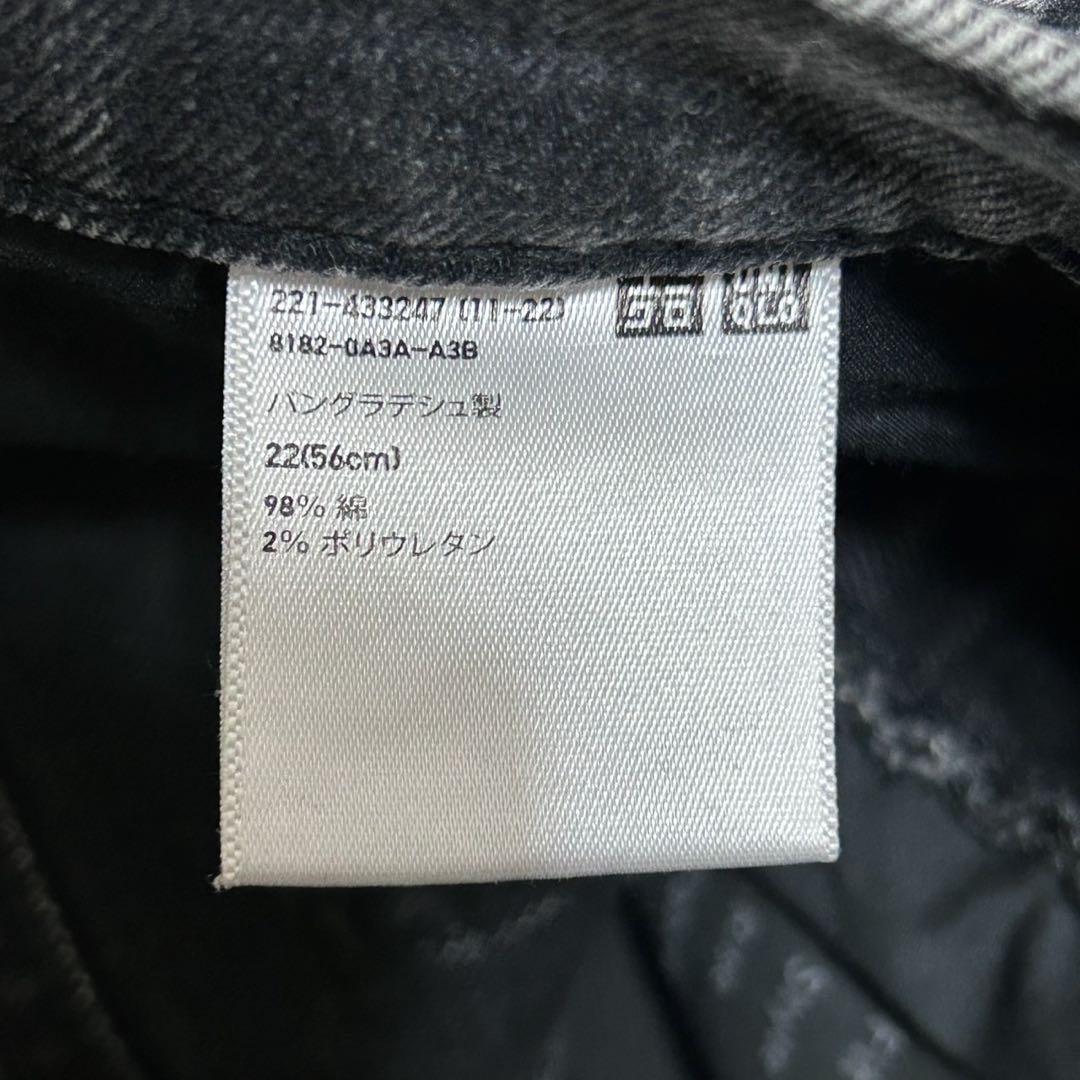 221-433247 (11-22)
8182-0A3A-A3B
バングラデシュ製
22(56cm)
98% 綿
2% ポリウレタン